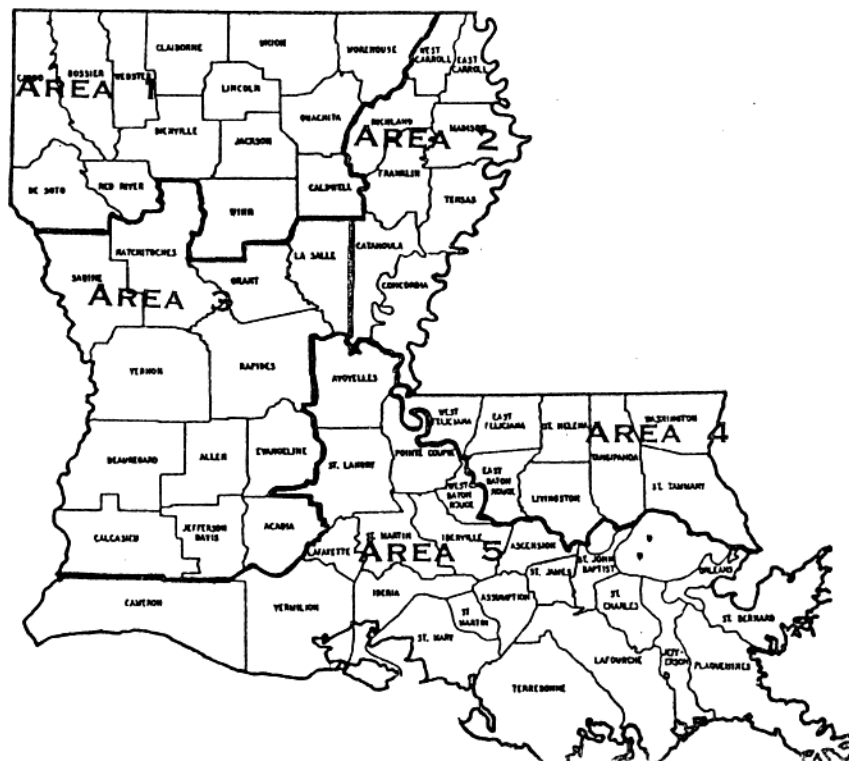 CLAIBORNE
UNION
MOREHOUSE
WEST CARROLL
EAST CARROLL
CADDO
BOSSIER
WEBSTER
LINCOLN
AREA 1
OUACHITA
RICHLAND
MADISON
AREA 2
BIENVILLE
JACKSON
FRANKLIN
DE SOTO
RED RIVER
CALDWELL
TENSAS
WINN
NATCHITOCHES
LA SALLE
CATAHOULA
SABINE
GRANT
CONCORDIA
AREA 3
VERNON
RAPIDES
AVOYELLES
WEST FELICIANA
EAST FELICIANA
ST. HELENA
WASHINGTON
AREA 4
TANGIPAHOA
BEAUREGARD
ALLEN
EVANGELINE
ST. LANDRY
POINTE COUPEE
WEST BATON ROUGE
EAST BATON ROUGE
LIVINGSTON
ST. TAMMANY
CALCASIEU
JEFFERSON DAVIS
ACADIA
LAFAYETTE
ST. MARTIN
IBERVILLE
ASCENSION
AREA 5
ST. JAMES
ST. JOHN BAPTIST
ORLEANS
CAMERON
VERMILION
IBERIA
ST. MARTIN
ASSUMPTION
ST. CHARLES
ST. BERNARD
ST. MARY
LAFOURCHE
JEFF-ERSON
PLAQUEMINES
TERREBONNE